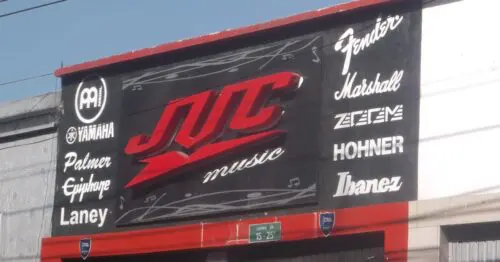 YAMAHA
Palmer
Epiphone
Laney
JVC
music
Fender
Marshall
ZOOM
HOHNER
Ibanez
15-25